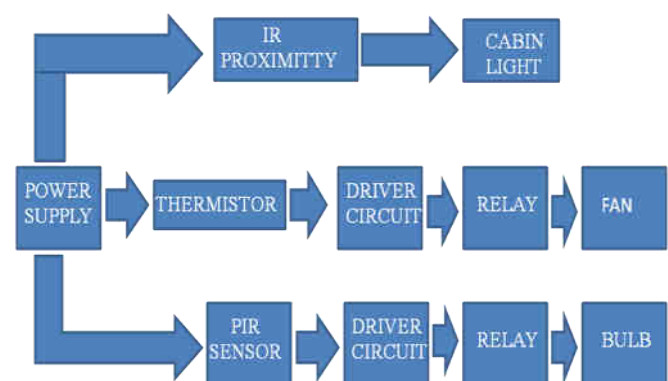 IR
PROXIMITTY
CABIN
LIGHT
POWER
SUPPLY
THERMISTOR
DRIVER
CIRCUIT
RELAY
FAN
PIR
SENSOR
DRIVER
CIRCUIT
RELAY
BULB